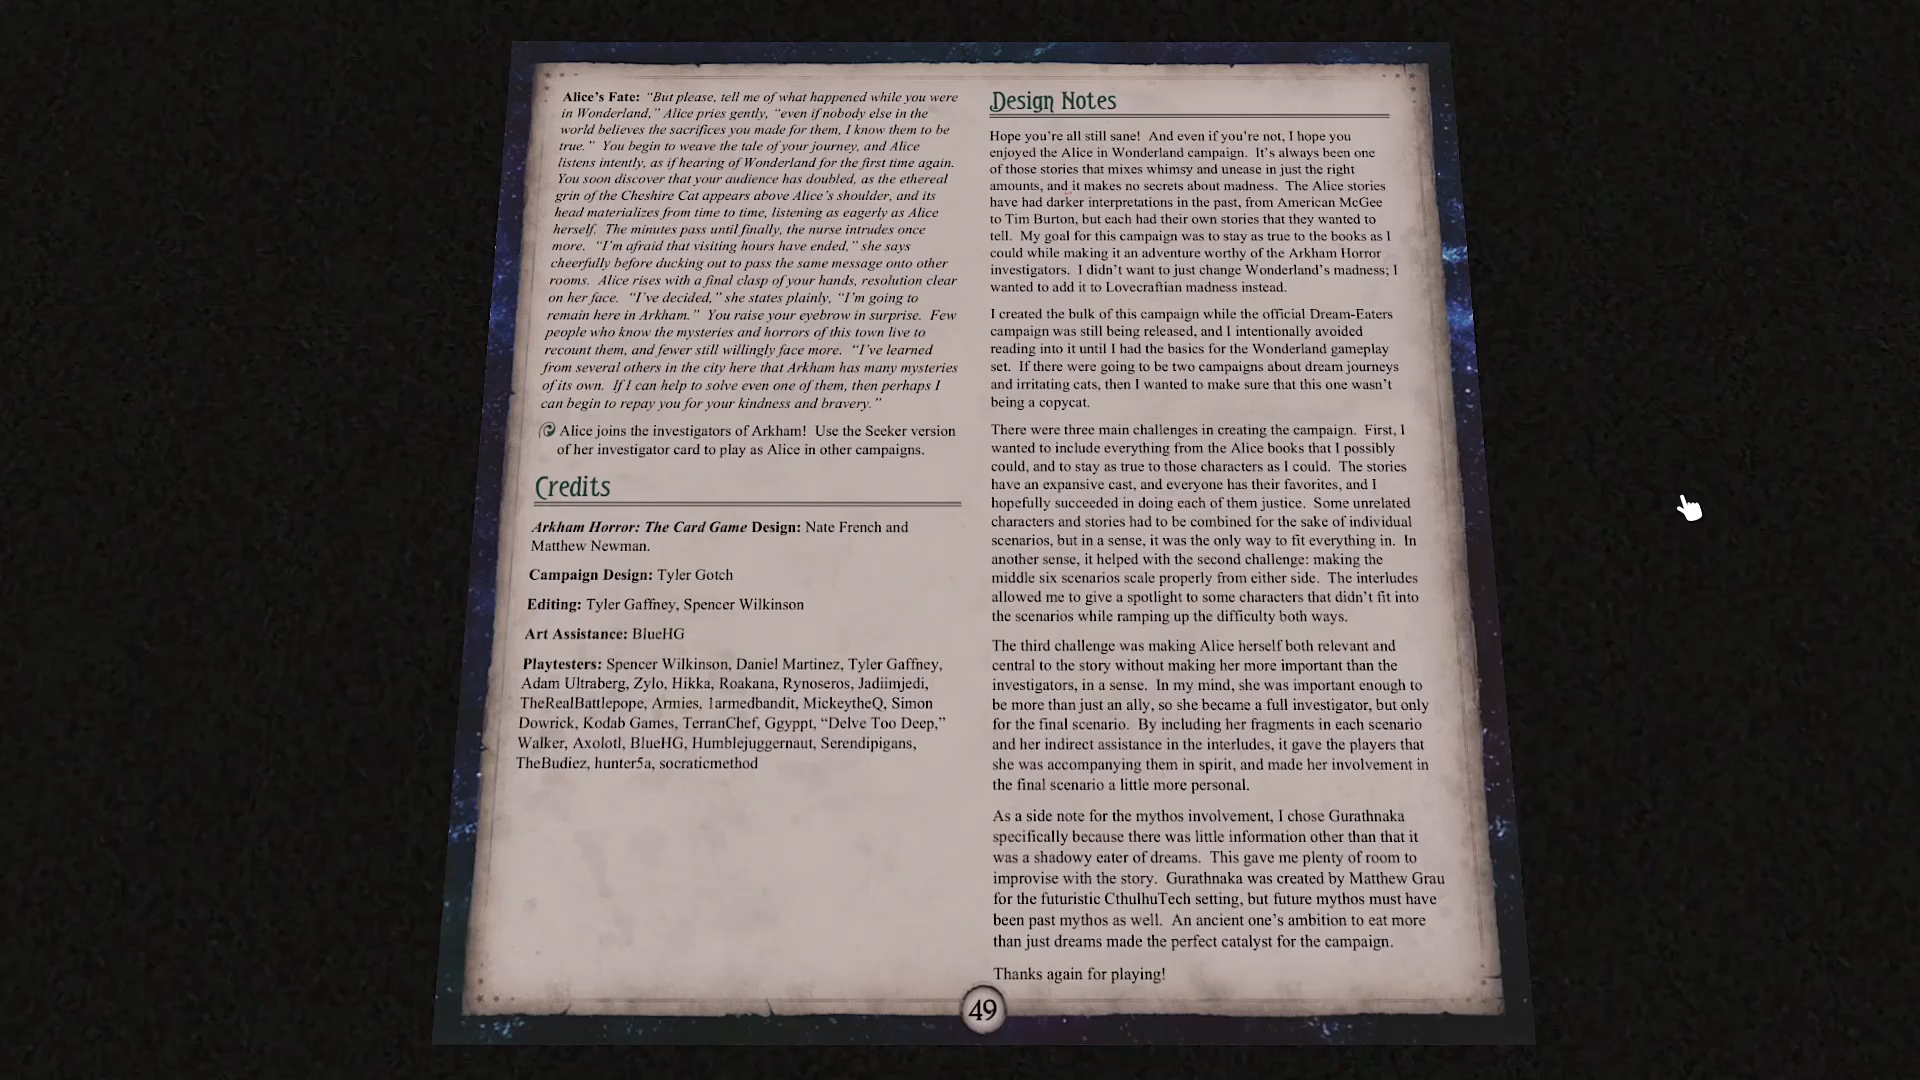 Alice's Fate: "But please, tell me of what happened while you were
in Wonderland," Alice pries gently, "even if nobody else in the
world believes the sacrifices you made for them, I know them to be
true." You begin to weave the tale of your journey, and Alice
listens intently, as if hearing of Wonderland for the first time again.
You soon discover that your audience has doubled, as the ethereal
grin of the Cheshire Cat appears above Alice's shoulder, and its
head materializes from time to time, listening as eagerly as Alice
herself. The minutes pass until finally, the nurse intrudes once
more. "I'm afraid that visiting hours have ended," she says
cheerfully before ducking out to pass the same message onto other
rooms. Alice rises with a final clasp of your hands, resolution clear
on her face. "I've decided," she states plainly, "I'm going to
remain here in Arkham." You raise your eyebrow in surprise. Few
people who know the mysteries and horrors of this town live to
recount them, and fewer still willingly face more. "I've learned
from several others in the city here that Arkham has many mysteries
of its own. If I can help to solve even one of them, then perhaps I
can begin to repay you for your kindness and bravery."
Alice joins the investigators of Arkham! Use the Seeker version
of her investigator card to play as Alice in other campaigns.
Credits
Arkham Horror: The Card Game Design: Nate French and
Matthew Newman.
Campaign Design: Tyler Gotch
Editing: Tyler Gaffney, Spencer Wilkinson
Art Assistance: BlueHG
Playtesters: Spencer Wilkinson, Daniel Martinez, Tyler Gaffney,
Adam Ultraberg, Zylo, Hikka, Roakana, Rynoseros, Jadiimjedi,
TheRealBattlepope, Armies, 1armedbandit, MickeytheQ, Simon
Dowrick, Kodab Games, TerranChef, Ggyppt, "Delve Too Deep,"
Walker, Axolotl, BlueHG, Humblejuggernaut, Serendipigans,
TheBudiez, hunter5a, socraticmethod
Design Notes
Hope you're all still sane! And even if you're not, I hope you
enjoyed the Alice in Wonderland campaign. It's always been one
of those stories that mixes whimsy and unease in just the right
amounts, and it makes no secrets about madness. The Alice stories
have had darker interpretations in the past, from American McGee
to Tim Burton, but each had their own stories that they wanted to
tell. My goal for this campaign was to stay as true to the books as I
could while making it an adventure worthy of the Arkham Horror
investigators. I didn't want to just change Wonderland's madness; I
wanted to add it to Lovecraftian madness instead.
I created the bulk of this campaign while the official Dream-Eaters
campaign was still being released, and I intentionally avoided
reading into it until I had the basics for the Wonderland gameplay
set. If there were going to be two campaigns about dream journeys
and irritating cats, then I wanted to make sure that this one wasn't
being a copycat.
There were three main challenges in creating the campaign. First, I
wanted to include everything from the Alice books that I possibly
could, and to stay as true to those characters as I could. The stories
have an expansive cast, and everyone has their favorites, and I
hopefully succeeded in doing each of them justice. Some unrelated
characters and stories had to be combined for the sake of individual
scenarios, but in a sense, it was the only way to fit everything in. In
another sense, it helped with the second challenge: making the
middle six scenarios scale properly from either side. The interludes
allowed me to give a spotlight to some characters that didn't fit into
the scenarios while ramping up the difficulty both ways.
The third challenge was making Alice herself both relevant and
central to the story without making her more important than the
investigators, in a sense. In my mind, she was important enough to
be more than just an ally, so she became a full investigator, but only
for the final scenario. By including her fragments in each scenario
and her indirect assistance in the interludes, it gave the players that
she was accompanying them in spirit, and made her involvement in
the final scenario a little more personal.
As a side note for the mythos involvement, I chose Gurathnaka
specifically because there was little information other than that it
was a shadowy eater of dreams. This gave me plenty of room to
improvise with the story. Gurathnaka was created by Matthew Grau
for the futuristic CthulhuTech setting, but future mythos must have
been past mythos as well. An ancient one's ambition to eat more
than just dreams made the perfect catalyst for the campaign.
Thanks again for playing!
49